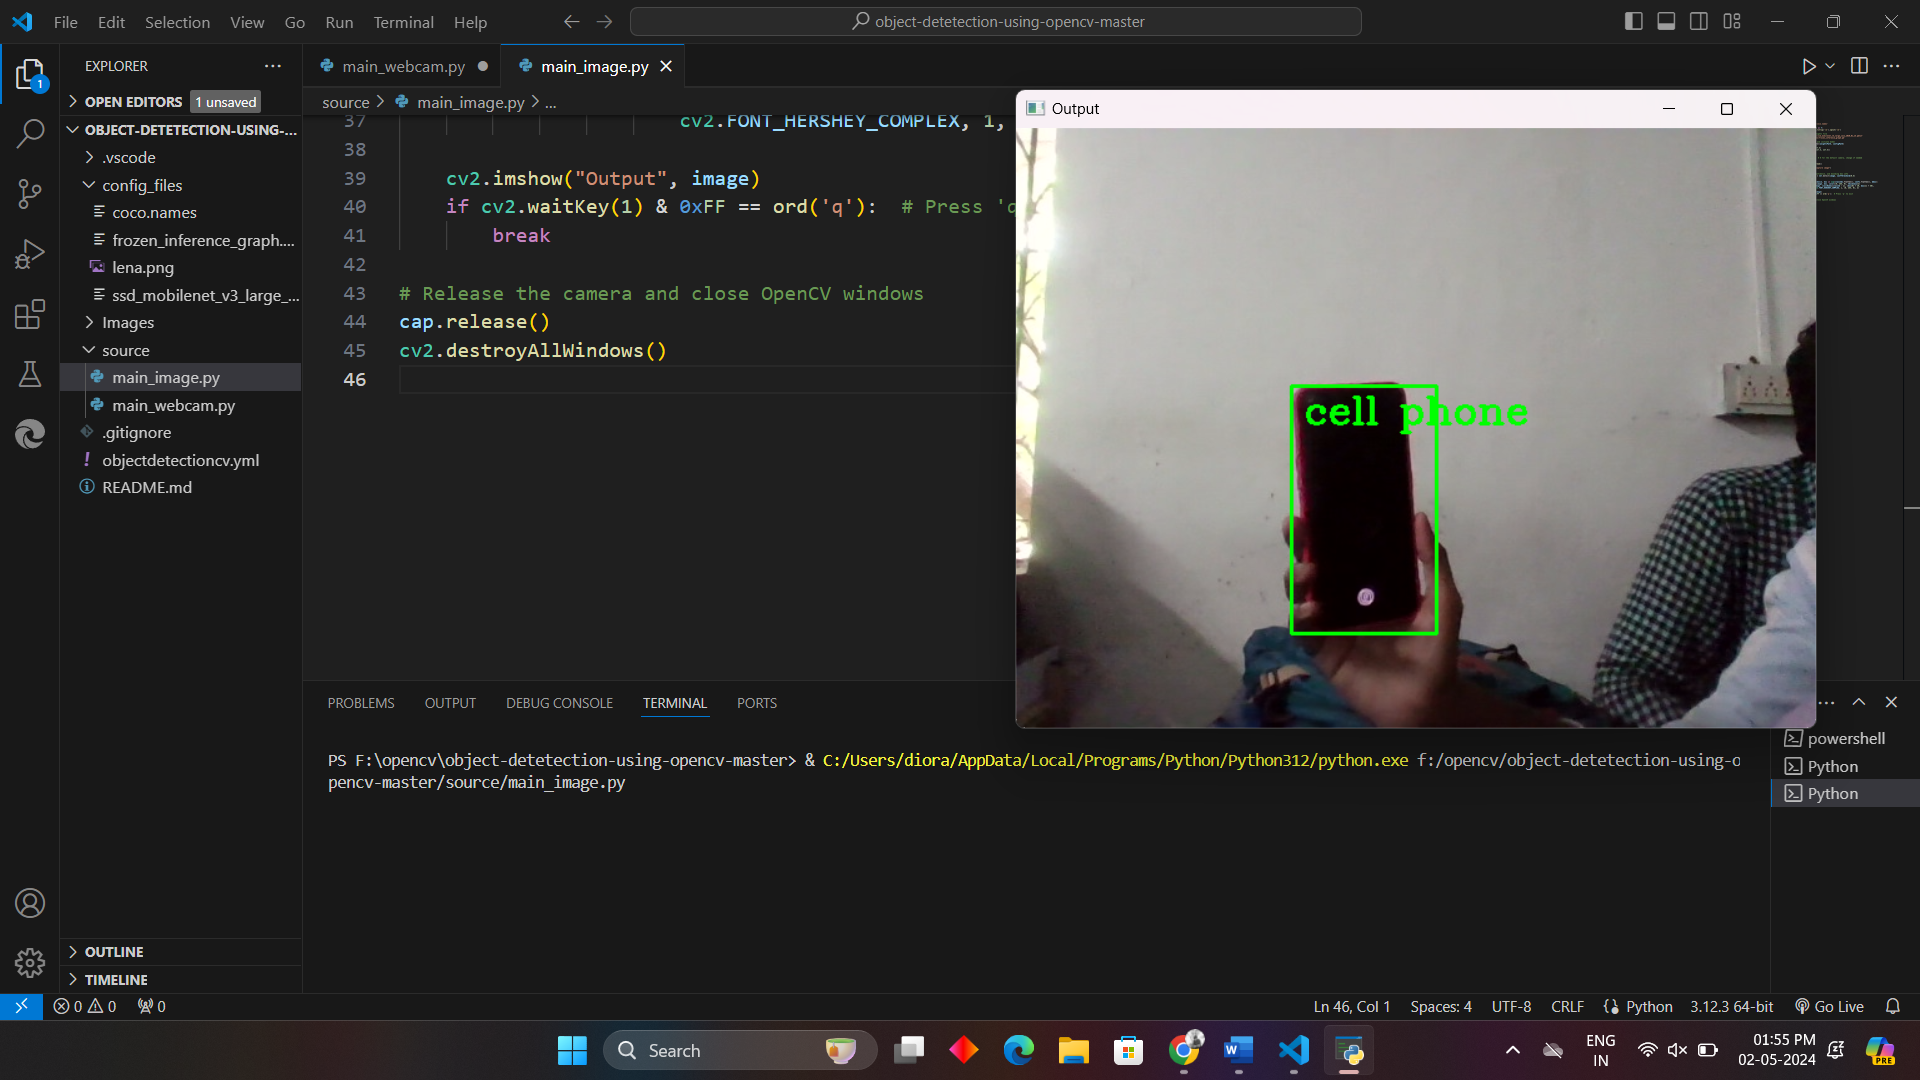 File Edit Selection View Go Run Terminal Help
object-detetection-using-opencv-master
EXPLORER
OPEN EDITORS 1 unsaved
OBJECT-DETETECTION-USING-...
.vscode
config_files
coco.names
frozen_inference_graph....
lena.png
ssd_mobilenet_v3_large_...
Images
source
main_image.py
main_webcam.py
.gitignore
objectdetectioncv.yml
README.md
OUTLINE
TIMELINE
1
main_webcam.py main_image.py
source > main_image.py > ...
37 cv2.FONT_HERSHEY_COMPLEX, 1,
38
39 cv2.imshow("Output", image)
40 if cv2.waitKey(1) & 0xFF == ord('q'): # Press 'q
41 break
42
43 # Release the camera and close OpenCV windows
44 cap.release()
45 cv2.destroyAllWindows()
46
Output
cell phone
PROBLEMS OUTPUT DEBUG CONSOLE TERMINAL PORTS
PS F:\opencv\object-detetection-using-opencv-master> & C:/Users/diora/AppData/Local/Programs/Python/Python312/python.exe f:/opencv/object-detetection-using-o
pencv-master/source/main_image.py
powershell
Python
Python
0 0 0
Ln 46, Col 1 Spaces: 4 UTF-8 CRLF Python 3.12.3 64-bit Go Live
Search
ENG
IN
01:55 PM
02-05-2024
PRE